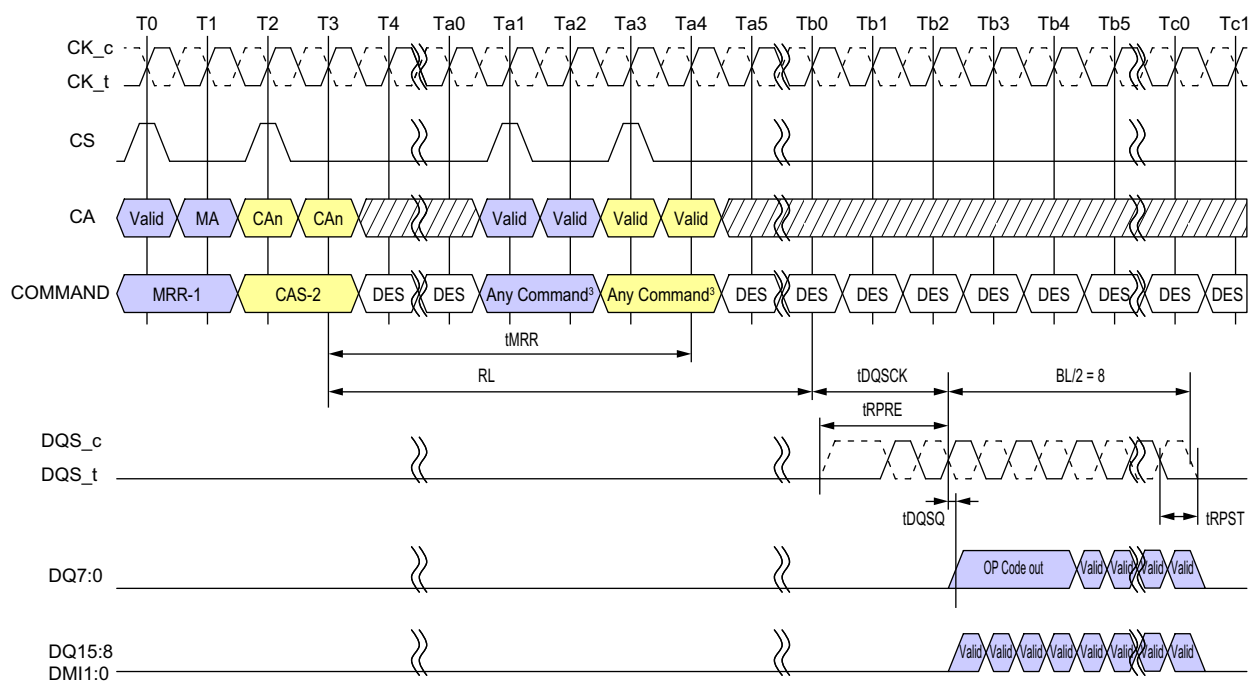 T0 T1 T2 T3 T4 Ta0 Ta1 Ta2 Ta3 Ta4 Ta5 Tb0 Tb1 Tb2 Tb3 Tb4 Tb5 Tc0 Tc1
CK_c
CK_t
CS
CA Valid MA CAn CAn Valid Valid Valid Valid
COMMAND MRR-1 CAS-2 DES DES Any Command³ Any Command³ DES DES DES DES DES DES DES DES DES
tMRR
RL tDQSCK BL/2 = 8
tRPRE
DQS_c
DQS_t
tDQSQ tRPST
DQ7:0 OP Code out Valid Valid Valid Valid
DQ15:8 Valid Valid Valid Valid Valid Valid Valid Valid
DMI1:0